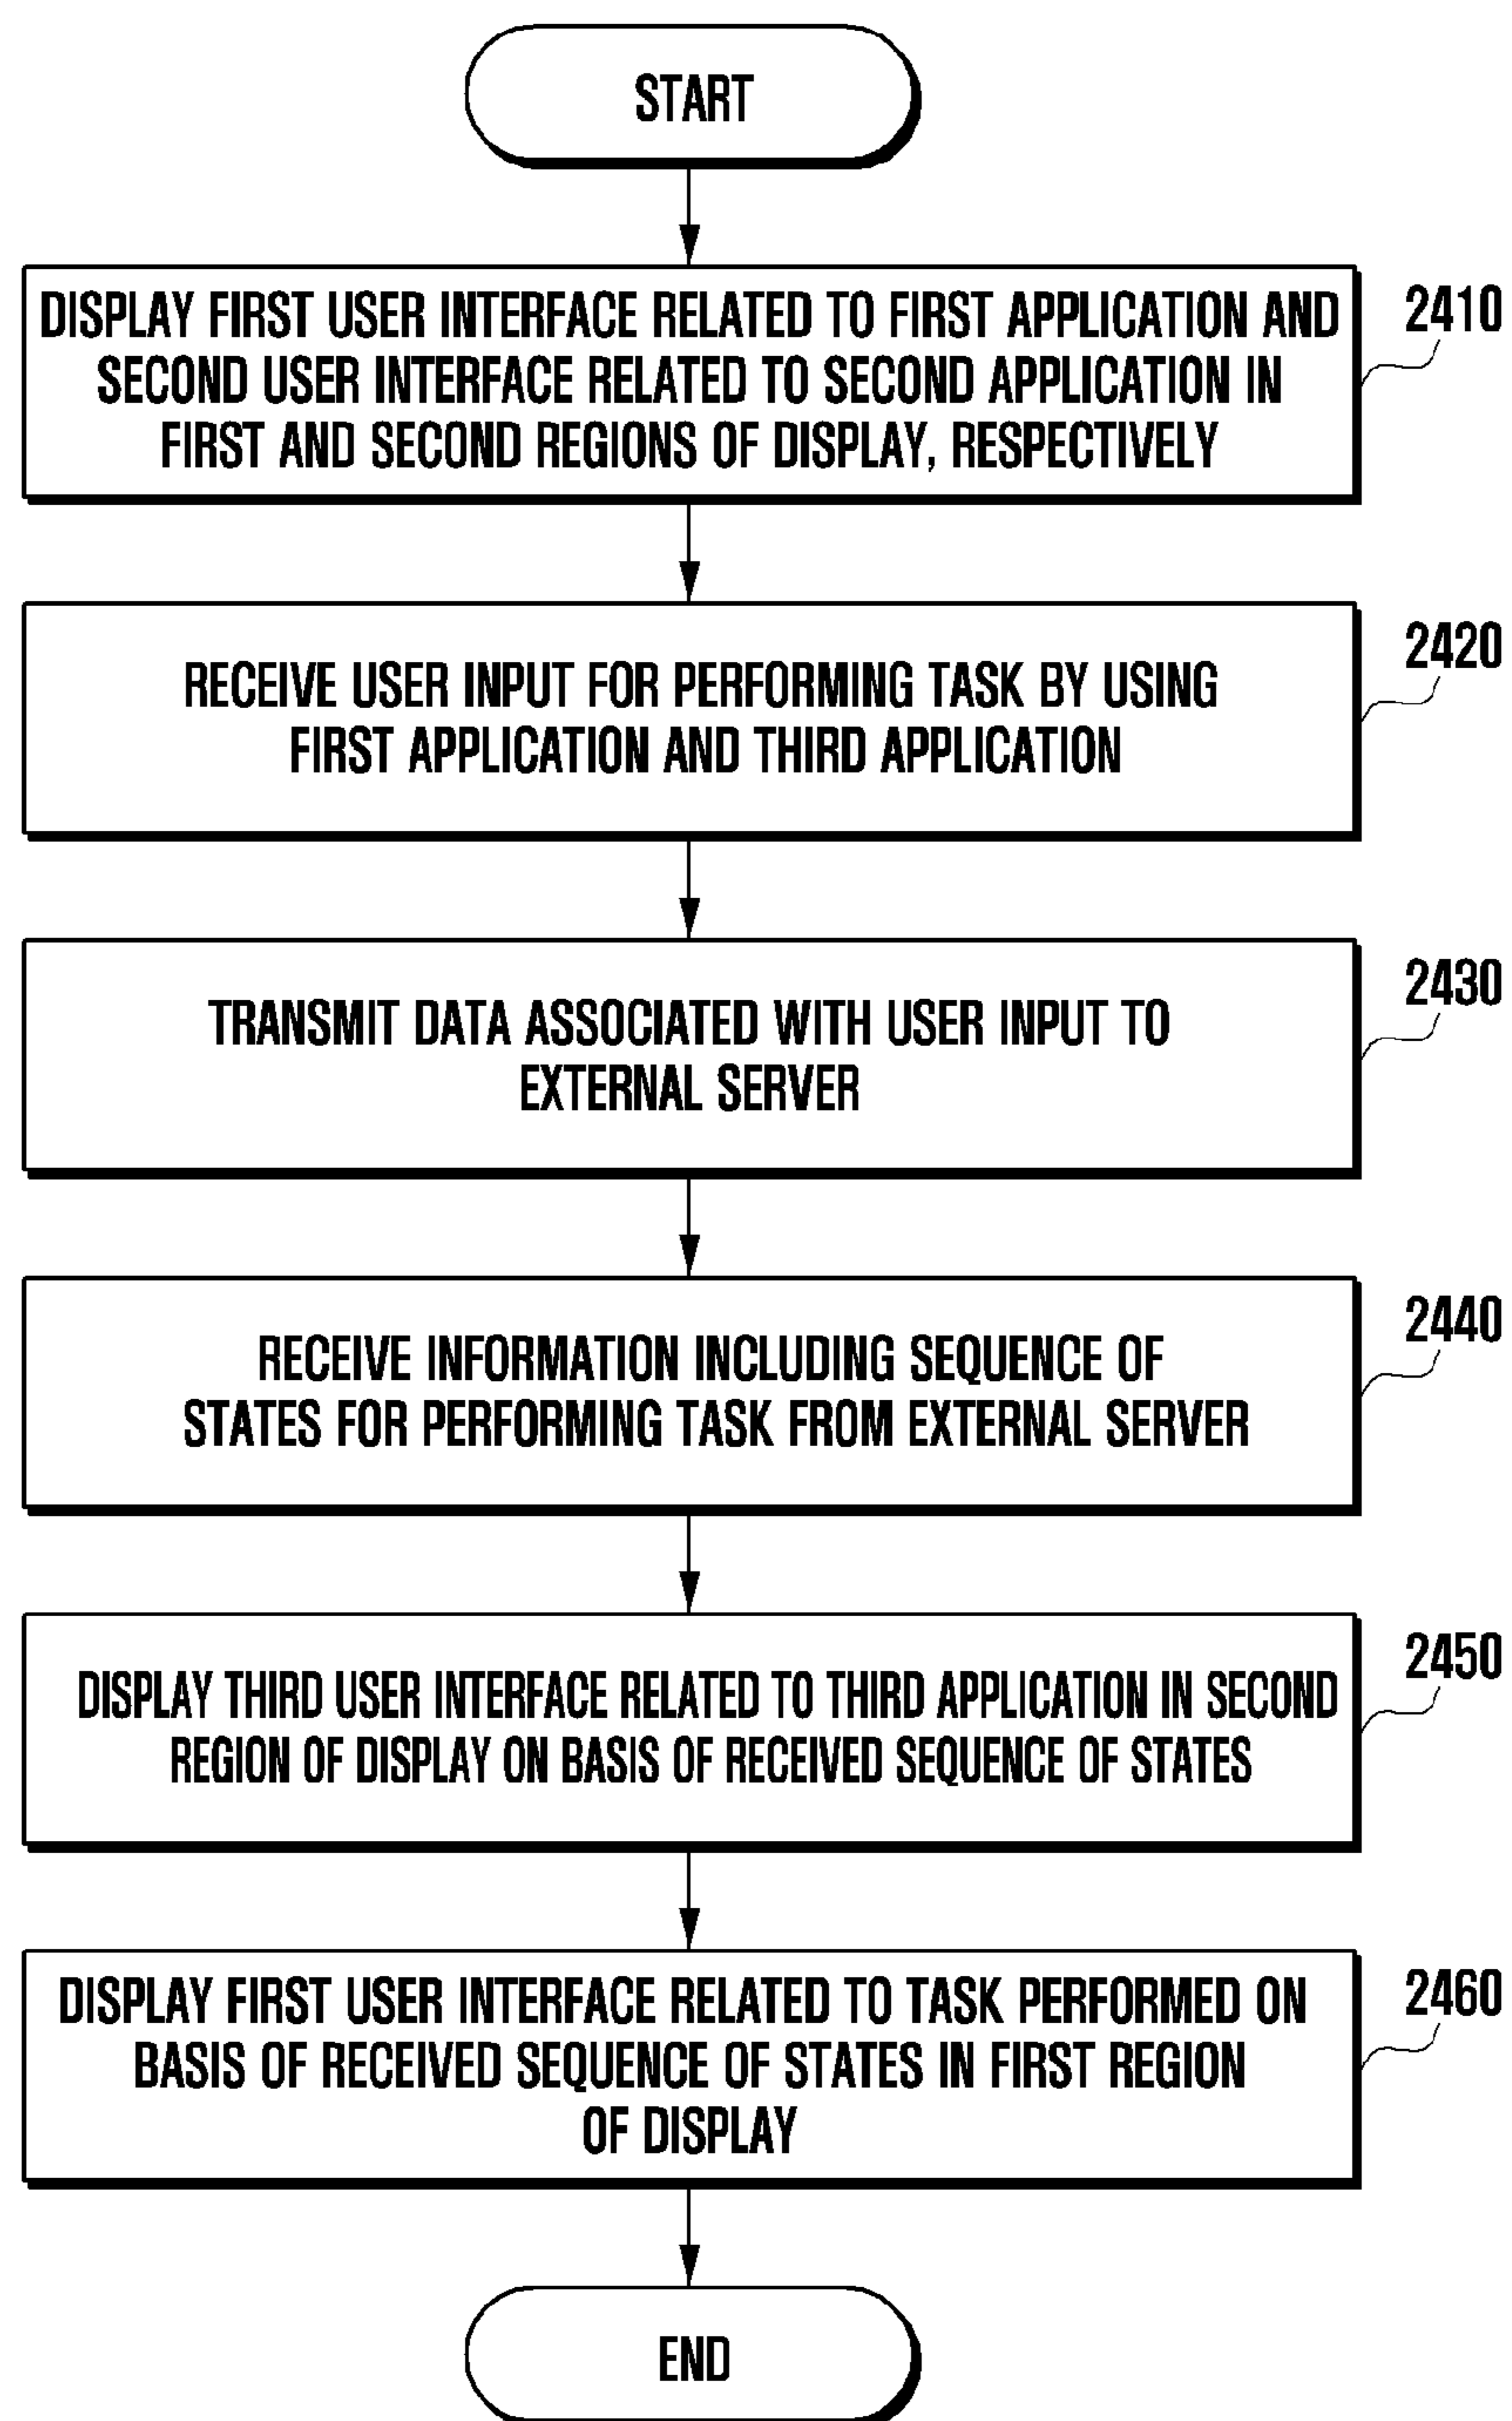 START
DISPLAY FIRST USER INTERFACE RELATED TO FIRST APPLICATION AND
SECOND USER INTERFACE RELATED TO SECOND APPLICATION IN
FIRST AND SECOND REGIONS OF DISPLAY, RESPECTIVELY
2410
RECEIVE USER INPUT FOR PERFORMING TASK BY USING
FIRST APPLICATION AND THIRD APPLICATION
2420
TRANSMIT DATA ASSOCIATED WITH USER INPUT TO
EXTERNAL SERVER
2430
RECEIVE INFORMATION INCLUDING SEQUENCE OF
STATES FOR PERFORMING TASK FROM EXTERNAL SERVER
2440
DISPLAY THIRD USER INTERFACE RELATED TO THIRD APPLICATION IN SECOND
REGION OF DISPLAY ON BASIS OF RECEIVED SEQUENCE OF STATES
2450
DISPLAY FIRST USER INTERFACE RELATED TO TASK PERFORMED ON
BASIS OF RECEIVED SEQUENCE OF STATES IN FIRST REGION
OF DISPLAY
2460
END